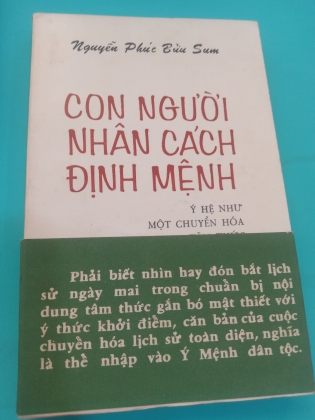 Nguyễn Phúc Bửu Sum
CON NGƯỜI
NHÂN CÁCH
ĐỊNH MỆNH
Ý HỆ NHƯ
MỘT CHUYỂN HÓA
Phải biết nhìn hay đón bắt lịch
sử ngày mai trong chuẩn bị nội
dung tâm thức gắn bó mật thiết với
ý thức khởi điểm, căn bản của cuộc
chuyển hóa lịch sử toàn diện, nghĩa
là thể nhập vào Ý Mệnh dân tộc.